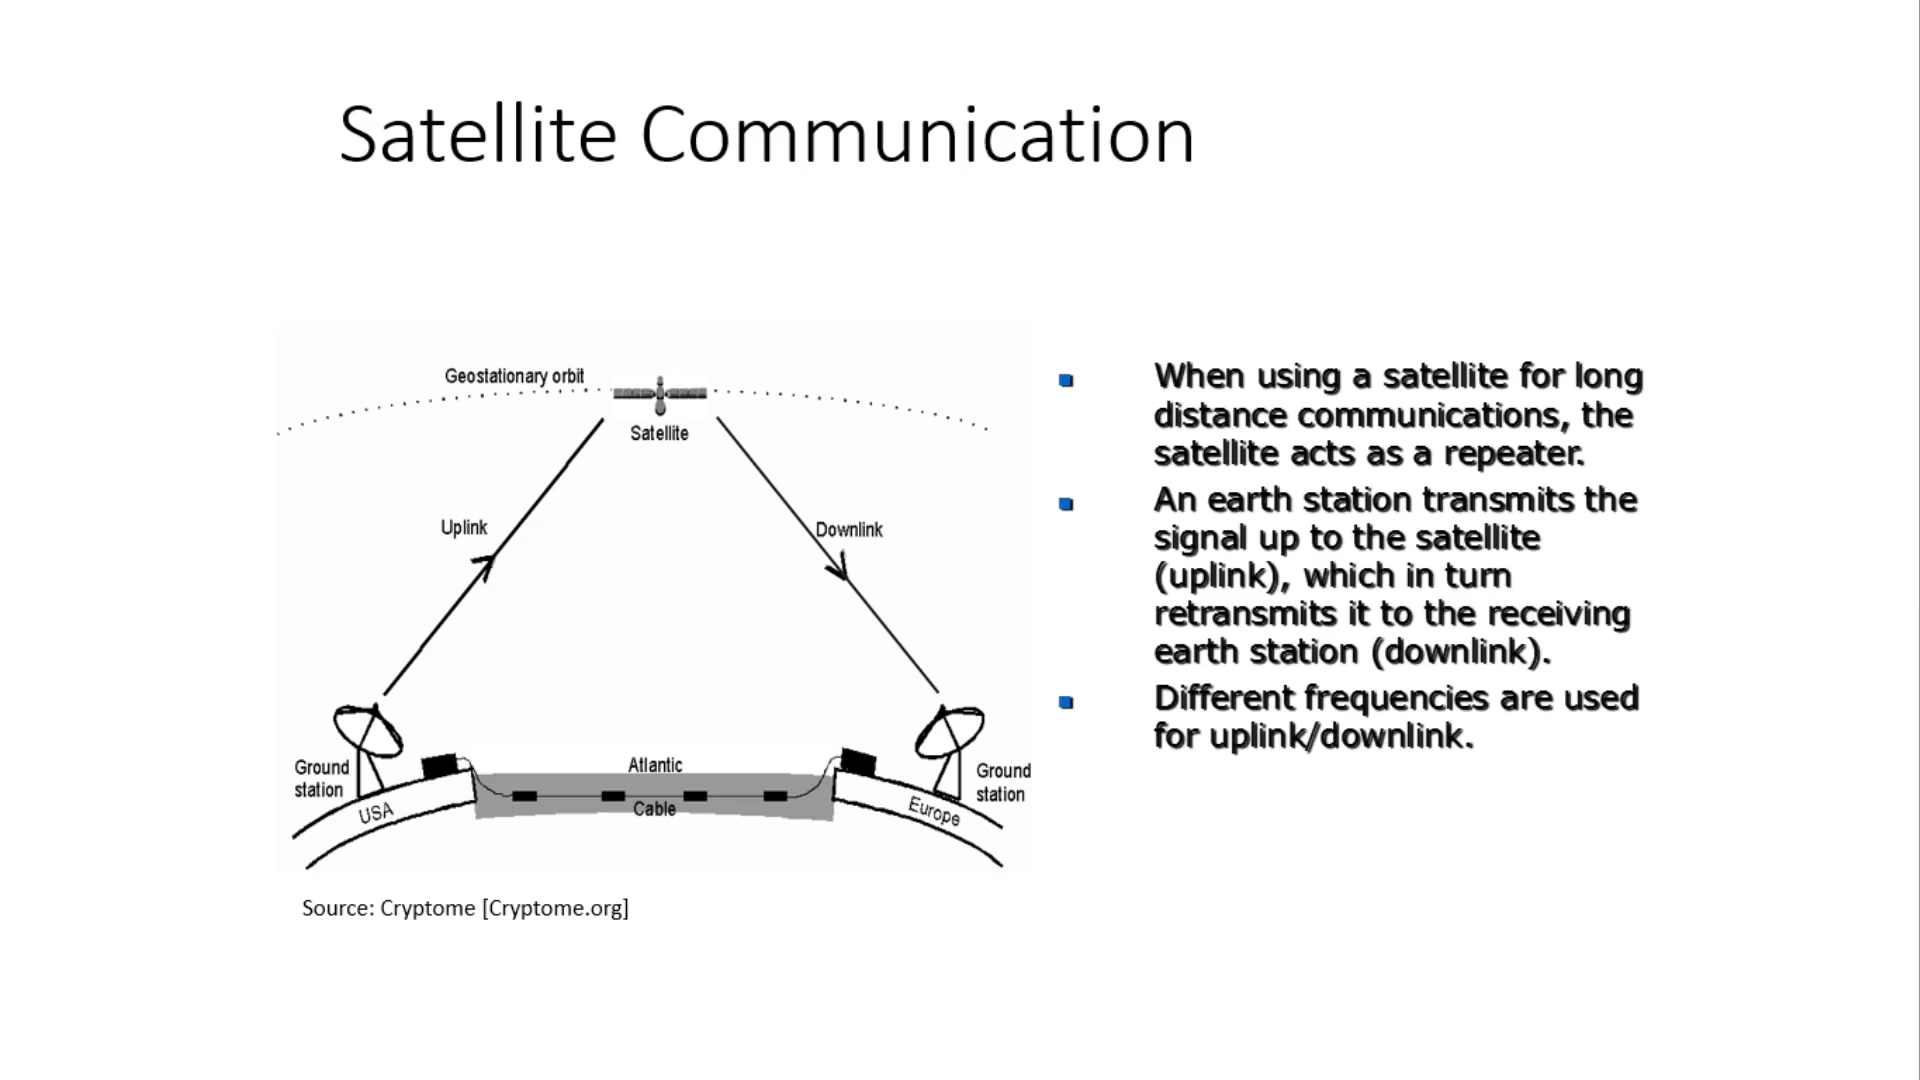 Satellite Communication
Geostationary orbit
Satellite
Uplink
Downlink
Ground
station
USA
Atlantic
Cable
Europe
Ground
station
Source: Cryptome [Cryptome.org]
When using a satellite for long
distance communications, the
satellite acts as a repeater.
An earth station transmits the
signal up to the satellite
(uplink), which in turn
retransmits it to the receiving
earth station (downlink).
Different frequencies are used
for uplink/downlink.